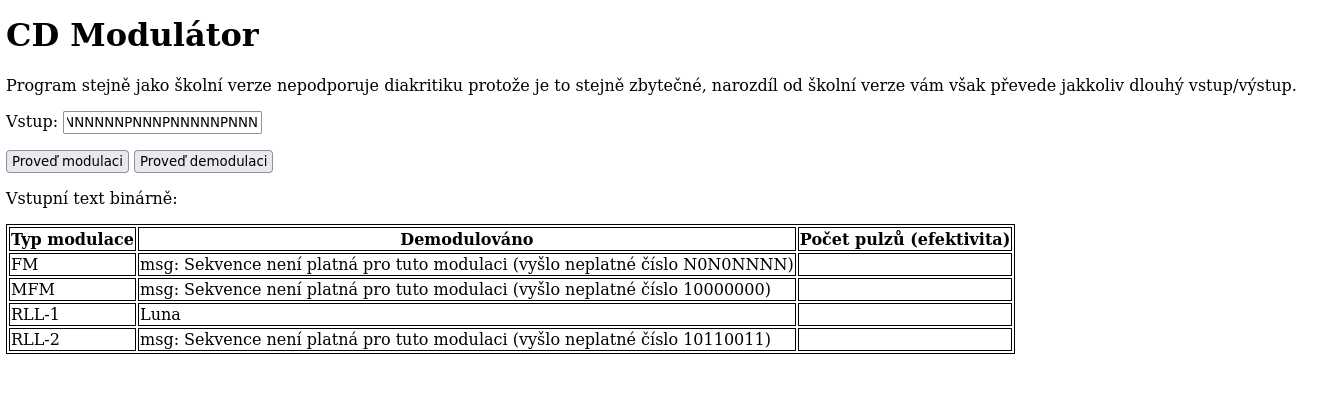 CD Modulátor
Program stejně jako školní verze nepodporuje diakritiku protože je to stejně zbytečné, narozdíl od školní verze vám však převede jakkoliv dlouhý vstup/výstup.
Vstup: NNNNNNPNNNPNNNNNPNNN
Proveď modulaci Proveď demodulaci
Vstupní text binárně:
Typ modulace Demodulováno Počet pulzů (efektivita)
FM msg: Sekvence není platná pro tuto modulaci (vyšlo neplatné číslo N0N0NNNN)
MFM msg: Sekvence není platná pro tuto modulaci (vyšlo neplatné číslo 10000000)
RLL-1 Luna
RLL-2 msg: Sekvence není platná pro tuto modulaci (vyšlo neplatné číslo 10110011)